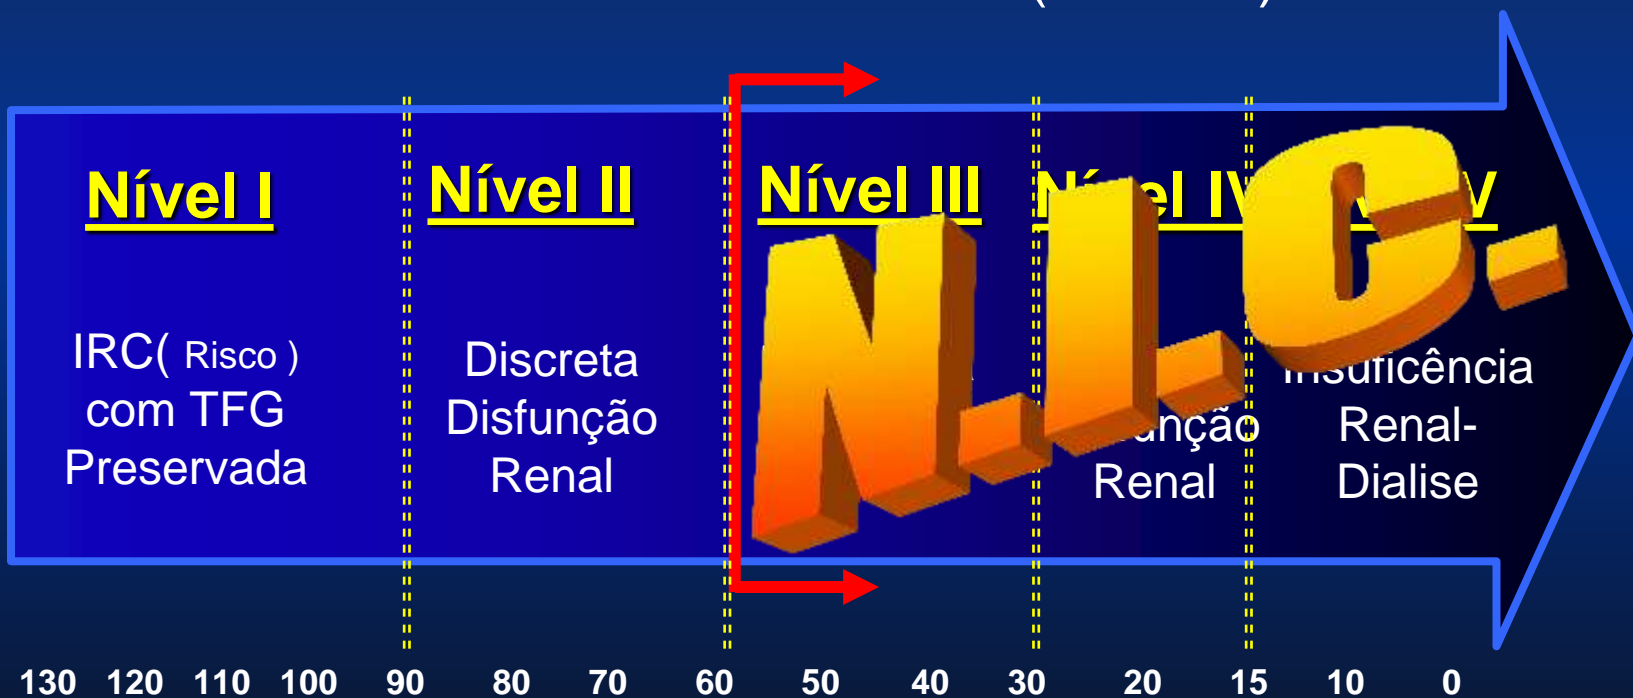 Nível I
Nível II
Nível III
N.I.C.
IRC( Risco )
com TFG
Preservada
Discreta
Disfunção
Renal
Renal
Insuficência
Renal-
Dialise
130 120 110 100 90 80 70 60 50 40 30 20 15 10 0